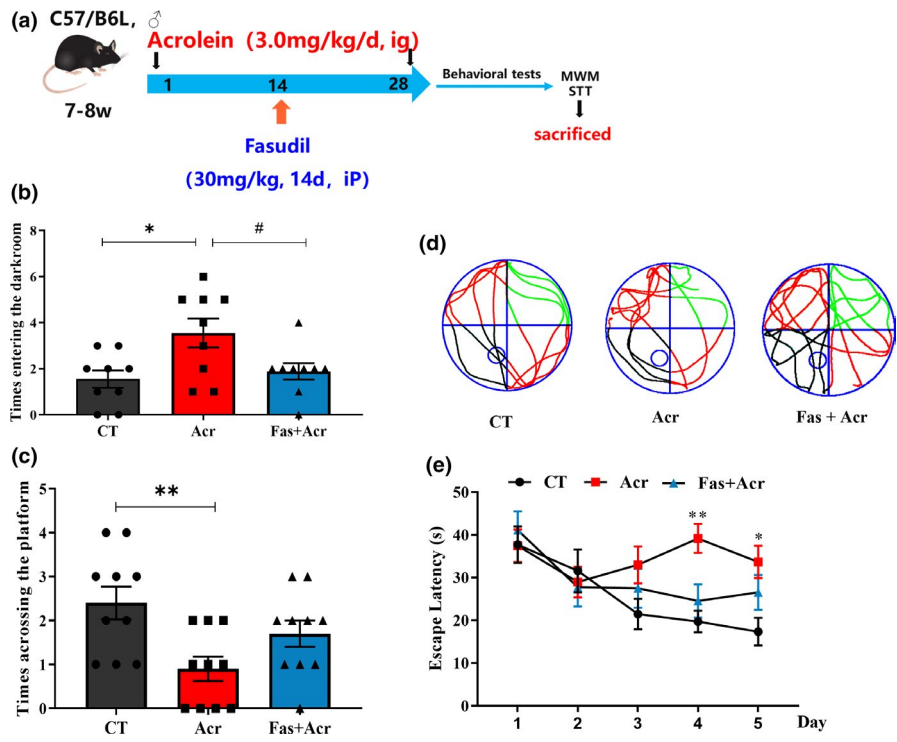 (a)
C57/B6L, ♂
Acrolein (3.0mg/kg/d, ig)
1 14 28
Behavioral tests
MWM
STT
sacrificed
7-8w
Fasudil
(30mg/kg, 14d, iP)
(b)
Times entering the darkroom
8
6
4
2
0
* #
CT Acr Fas+Acr
(c)
Times acrossing the platform
5
4
3
2
1
0
**
CT Acr Fas+Acr
(d)
CT Acr Fas + Acr
(e)
CT Acr Fas+Acr
Escape Latency (s)
50
40
30
20
10
0
** *
1 2 3 4 5 Day